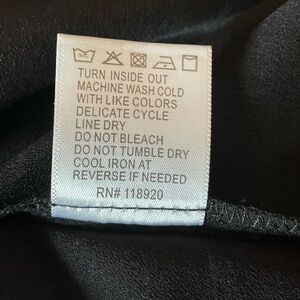 TURN INSIDE OUT
MACHINE WASH COLD
WITH LIKE COLORS
DELICATE CYCLE
LINE DRY
DO NOT BLEACH
DO NOT TUMBLE DRY
COOL IRON AT
REVERSE IF NEEDED
RN# 118920